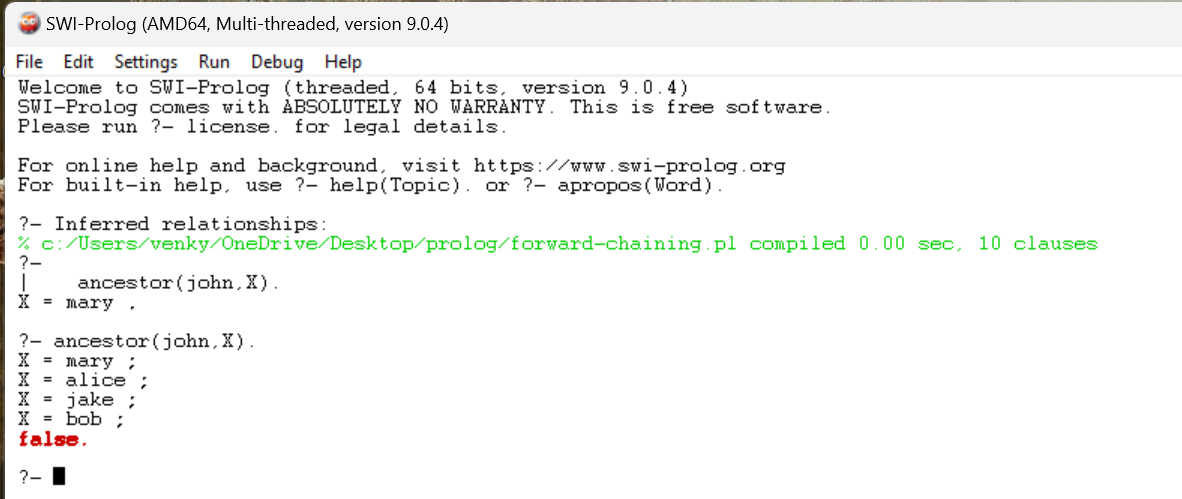 SWI-Prolog (AMD64, Multi-threaded, version 9.0.4)
File Edit Settings Run Debug Help
Welcome to SWI-Prolog (threaded, 64 bits, version 9.0.4)
SWI-Prolog comes with ABSOLUTELY NO WARRANTY. This is free software.
Please run ?- license. for legal details.
For online help and background, visit https://www.swi-prolog.org
For built-in help, use ?- help(Topic). or ?- apropos(Word).
?- Inferred relationships:
% c:/Users/venky/OneDrive/Desktop/prolog/forward-chaining.pl compiled 0.00 sec, 10 clauses
?-
|    ancestor(john,X).
X = mary .
?- ancestor(john,X).
X = mary ;
X = alice ;
X = jake ;
X = bob ;
false.
?-